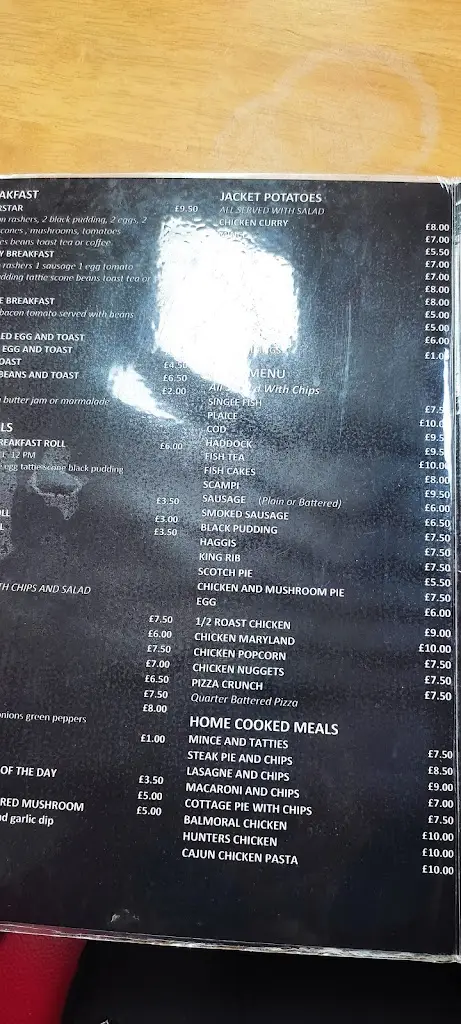 AKFAST
RSTAR
£9.50
on rashers, 2 black pudding, 2 eggs, 2
cones , mushrooms, tomatoes
es beans toast tea or coffee
Y BREAKFAST
rashers 1 sausage 1 egg tomato
dding tattie scone beans toast tea or
E BREAKFAST
bacon tomato served with beans
ED EGG AND TOAST
EGG AND TOAST
OAST
£4.50
BEANS AND TOAST
£6.50
£2.00
butter jam or marmalade
LS
REAKFAST ROLL
£6.00
12 PM
egg tattie scone black pudding
£3.50
LL
£3.00
L
£3.50
TH CHIPS AND SALAD
£7.50
£6.00
£7.50
£7.00
£6.50
£7.50
£8.00
onions green peppers
£1.00
OF THE DAY
£3.50
£5.00
RED MUSHROOM
£5.00
nd garlic dip
JACKET POTATOES
ALL SERVED WITH SALAD
CHICKEN CURRY
£8.00
£7.00
£5.50
£7.00
£7.00
£8.00
£8.00
£5.00
£5.00
£6.00
£1.0
MENU
With Chips
SINGLE FISH
£7.5
PLAICE
£10.0
COD
£9.5
HADDOCK
£9.5
FISH TEA
£10.0
FISH CAKES
£8.00
SCAMPI
£9.50
SAUSAGE (Plain or Battered)
£6.00
SMOKED SAUSAGE
£6.50
BLACK PUDDING
£7.50
HAGGIS
£7.50
KING RIB
£7.50
SCOTCH PIE
£5.50
CHICKEN AND MUSHROOM PIE
£7.50
EGG
£6.00
1/2 ROAST CHICKEN
£9.00
CHICKEN MARYLAND
£10.00
CHICKEN POPCORN
£7.50
CHICKEN NUGGETS
£7.50
PIZZA CRUNCH
£7.50
Quarter Battered Pizza
HOME COOKED MEALS
MINCE AND TATTIES
£7.50
STEAK PIE AND CHIPS
£8.50
LASAGNE AND CHIPS
£9.00
MACARONI AND CHIPS
£7.00
COTTAGE PIE WITH CHIPS
£7.50
BALMORAL CHICKEN
£10.00
HUNTERS CHICKEN
£10.00
CAJUN CHICKEN PASTA
£10.00